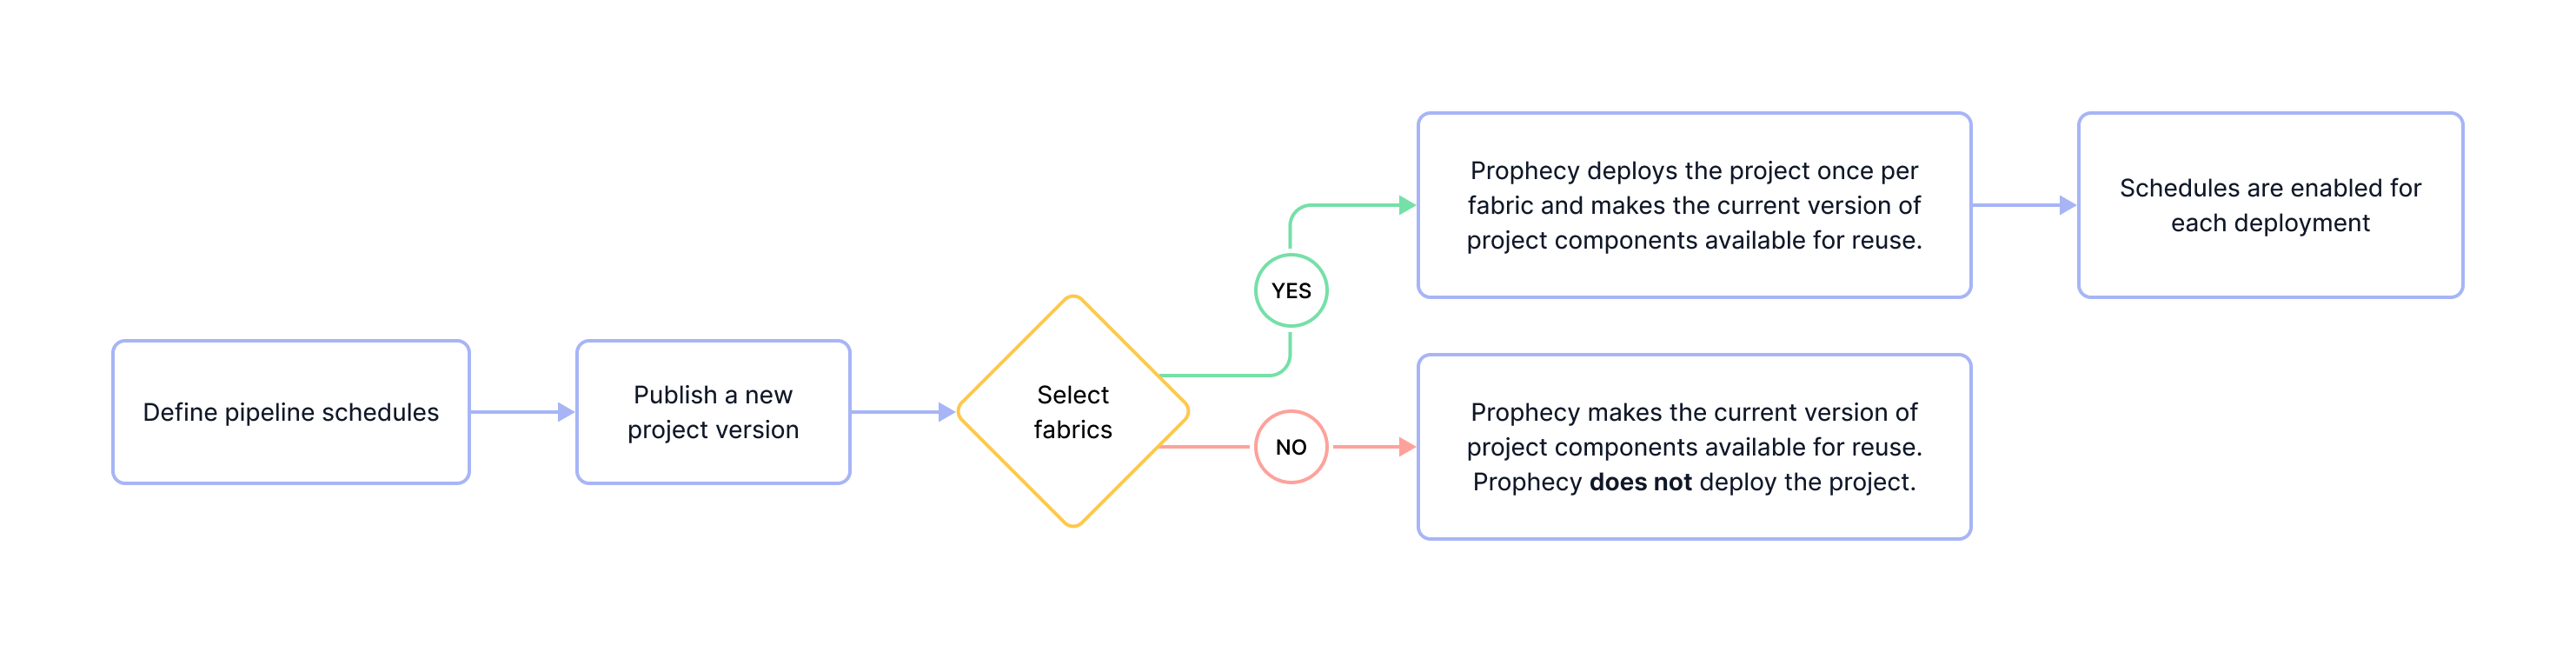 Define pipeline schedules
Publish a new
project version
Select
fabrics
YES
Prophecy deploys the project once per
fabric and makes the current version of
project components available for reuse.
Schedules are enabled for
each deployment
NO
Prophecy makes the current version of
project components available for reuse.
Prophecy does not deploy the project.